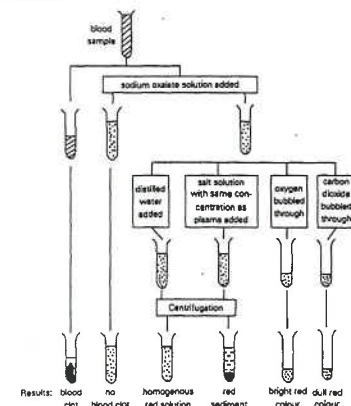 blood
sample
sodium oxalate solution added
distilled
water
added
salt solution
with same con-
centration as
plasma added
oxygen
bubbled
through
carbon
dioxide
bubbled
through
Centrifugation
Results:
blood
clot
no
blood clot
homogenous
red solution
red
sediment
bright red
colour
dull red
colour